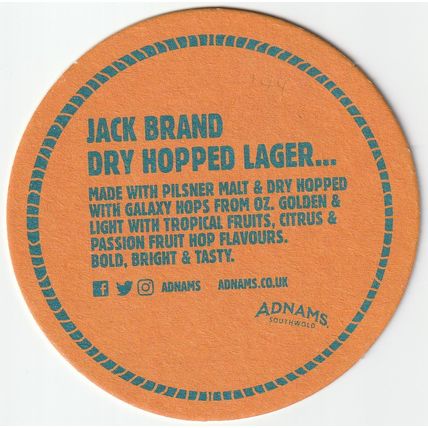 JACK BRAND
DRY HOPPED LAGER...
MADE WITH PILSNER MALT & DRY HOPPED
WITH GALAXY HOPS FROM OZ. GOLDEN &
LIGHT WITH TROPICAL FRUITS, CITRUS &
PASSION FRUIT HOP FLAVOURS.
BOLD, BRIGHT & TASTY.
ADNAMS ADNAMS.CO.UK
ADNAMS
SOUTHWOLD